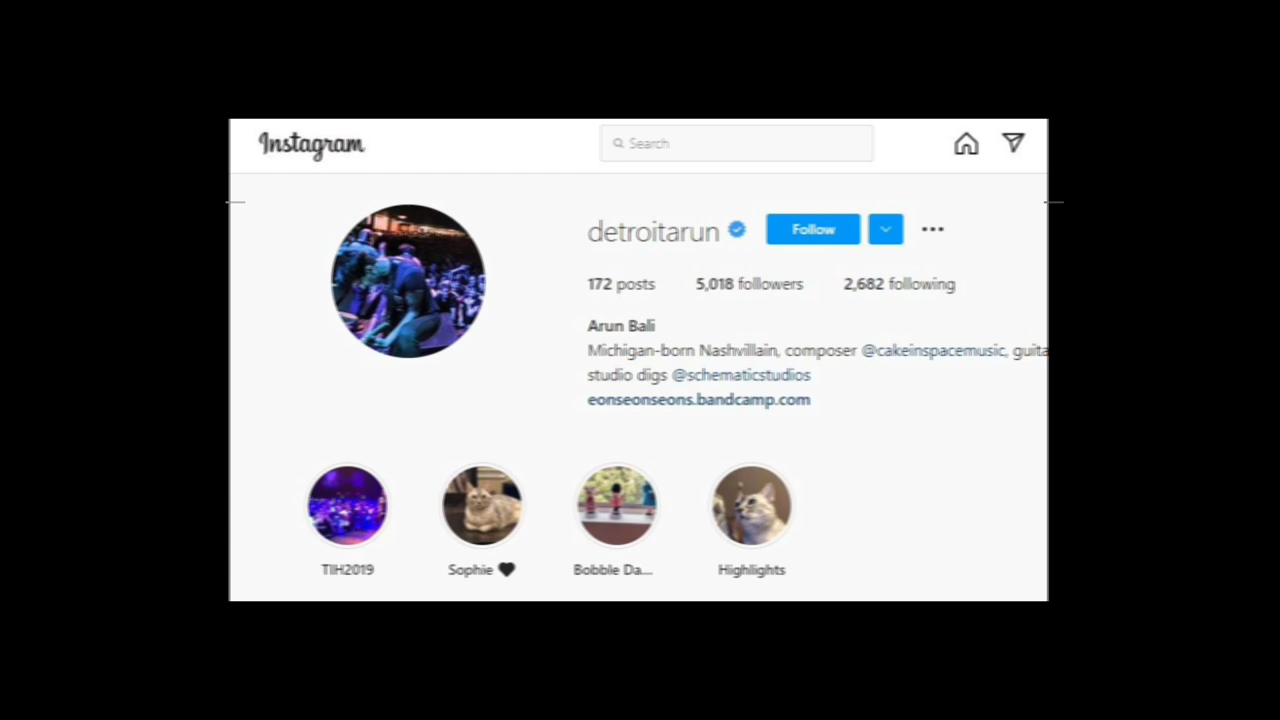 Instagram
Search
detroitarun
Follow
172 posts 5,018 followers 2,682 following
Arun Bali
Michigan-born Nashvillain, composer @cakeinspacemusic, guita
studio digs @schematicstudios
eonseonseons.bandcamp.com
TIH2019 Sophie 🖤 Bobble Da... Highlights